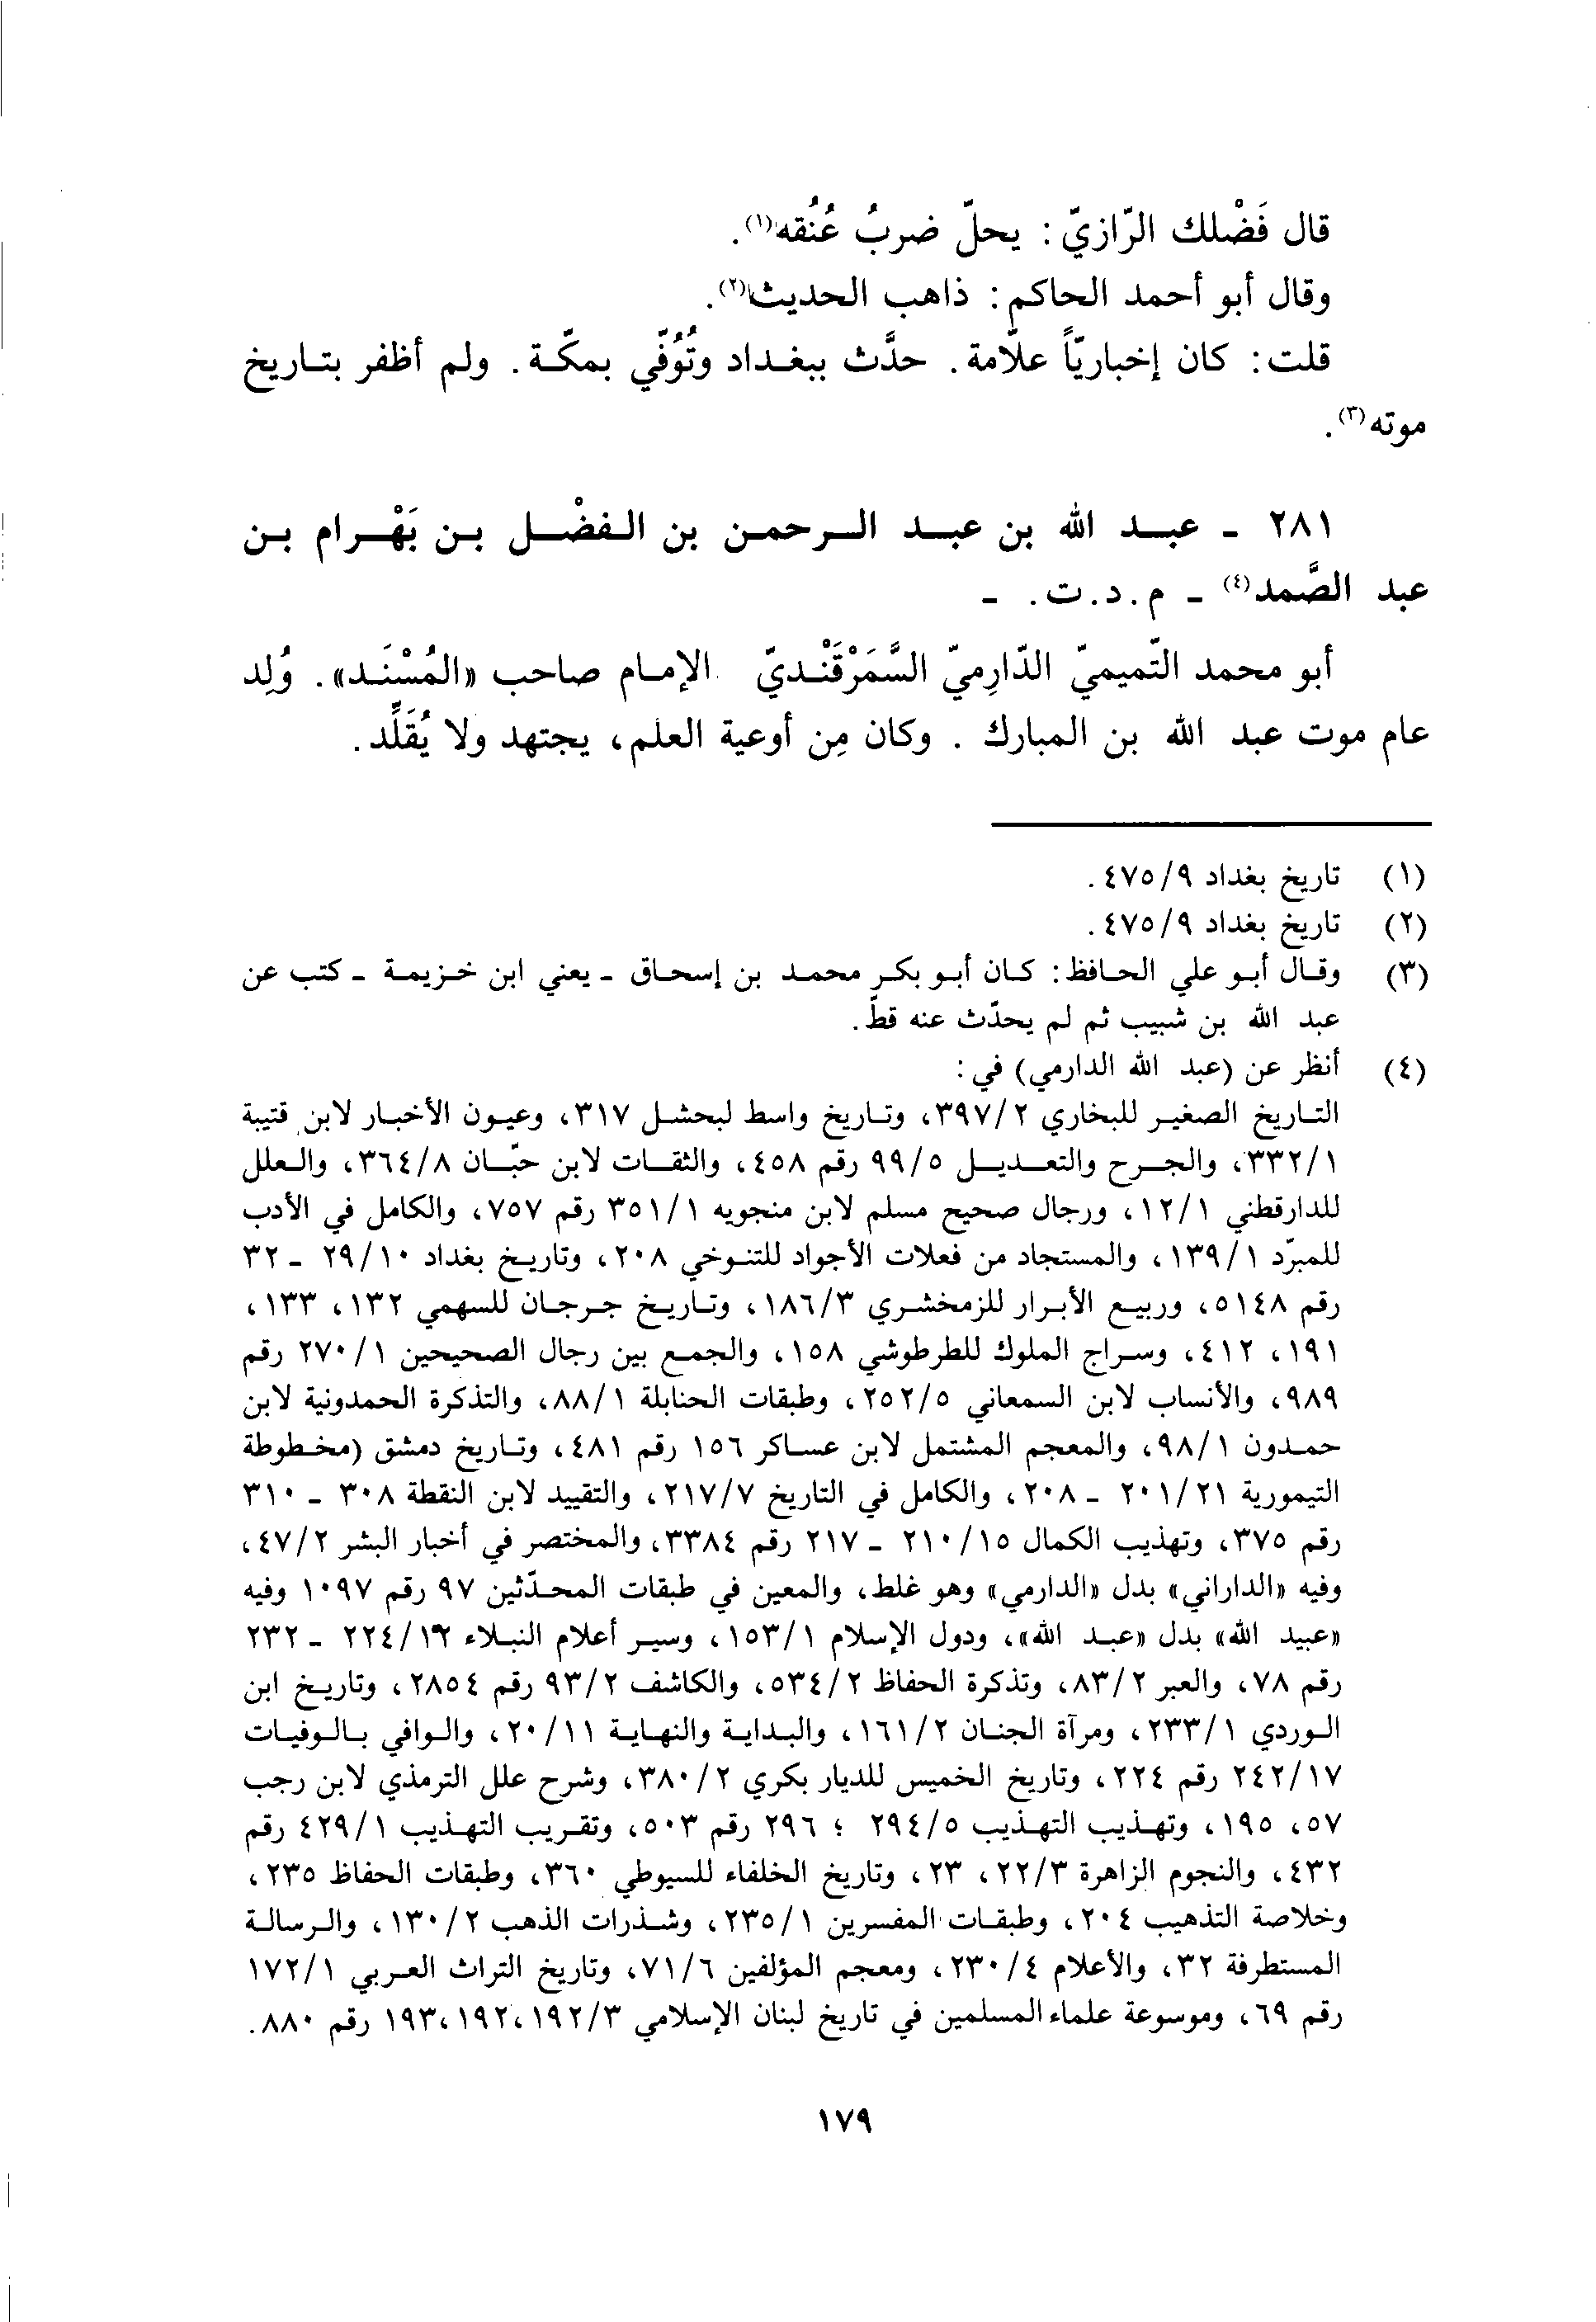 قال فَضْلك الرّازيّ: يحلّ ضربُ عُنُقه(١).
وقال أبو أحمد الحاكم: ذاهب الحديث(٢).
قلت: كان إخباريّاً علاّمة. حدَّث ببغداد وتُوُفّي بمكّة. ولم أظفر بتاريخ
موته(٣).
٢٨١ - عبد الله بن عبد الرحمن بن الفضْل بن بَهْرام بن
عبد الصَّمد(٤) - م. د. ت. -
أبو محمد التّميميّ الدّارِميّ السَّمَرْقَنْديّ الإمام صاحب «المُسْنَد». وُلِد
عام موت عبد الله بن المبارك. وكان مِن أوعية العلم، يجتهد ولا يُقَلِّد.
(١) تاريخ بغداد ٩/٤٧٥.
(٢) تاريخ بغداد ٩/٤٧٥.
(٣) وقال أبو علي الحافظ: كان أبو بكر محمد بن إسحاق - يعني ابن خزيمة - كتب عن
عبد الله بن شبيب ثم لم يحدّث عنه قطّ.
(٤) أنظر عن (عبد الله الدارمي) في:
التاريخ الصغير للبخاري ٢/٣٩٧، وتاريخ واسط لبحشل ٣١٧، وعيون الأخبار لابن قتيبة
١/٣٣٢، والجرح والتعديل ٥/٩٩ رقم ٤٥٨، والثقات لابن حبّان ٨/٣٦٤، والعلل
للدارقطني ١/١٢، ورجال صحيح مسلم لابن منجويه ١/٣٥١ رقم ٧٥٧، والكامل في الأدب
للمبرّد ١/١٣٩، والمستجاد من فعلات الأجواد للتنوخي ٢٠٨، وتاريخ بغداد ١٠/٢٩ - ٣٢
رقم ٥١٤٨، وربيع الأبرار للزمخشري ٣/١٨٦، وتاريخ جرجان للسهمي ١٣٢، ١٣٣،
١٩١، ٤١٢، وسراج الملوك للطرطوشي ١٥٨، والجمع بين رجال الصحيحين ١/٢٧٠ رقم
٩٨٩، والأنساب لابن السمعاني ٥/٢٥٢، وطبقات الحنابلة ١/٨٨، والتذكرة الحمدونية لابن
حمدون ١/٩٨، والمعجم المشتمل لابن عساكر ١٥٦ رقم ٤٨١، وتاريخ دمشق (مخطوطة
التيمورية ٢١/٢٠١ - ٢٠٨، والكامل في التاريخ ٧/٢١٧، والتقييد لابن النقطة ٣٠٨ - ٣١٠
رقم ٣٧٥، وتهذيب الكمال ١٥/٢١٠ - ٢١٧ رقم ٣٣٨٤، والمختصر في أخبار البشر ٢/٤٧،
وفيه «الداراني» بدل «الدارمي» وهو غلط، والمعين في طبقات المحدّثين ٩٧ رقم ١٠٩٧ وفيه
«عبيد الله» بدل «عبد الله»، ودول الإسلام ١/١٥٣، وسير أعلام النبلاء ١٢/٢٢٤ - ٢٣٢
رقم ٧٨، والعبر ٢/٨٣، وتذكرة الحفاظ ٢/٥٣٤، والكاشف ٢/٩٣ رقم ٢٨٥٤، وتاريخ ابن
الوردي ١/٢٣٣، ومرآة الجنان ٢/١٦١، والبداية والنهاية ١١/٢٠، والوافي بالوفيات
١٧/٢٤٢ رقم ٢٢٤، وتاريخ الخميس للديار بكري ٢/٣٨٠، وشرح علل الترمذي لابن رجب
٥٧، ١٩٥، وتهذيب التهذيب ٥/٢٩٤ ؛ ٢٩٦ رقم ٥٠٣، وتقريب التهذيب ١/٤٢٩ رقم
٤٣٢، والنجوم الزاهرة ٣/٢٢، ٢٣، وتاريخ الخلفاء للسيوطي ٣٦٠، وطبقات الحفاظ ٢٣٥،
وخلاصة التذهيب ٢٠٤، وطبقات المفسرين ١/٢٣٥، وشذرات الذهب ٢/١٣٠، والرسالة
المستطرفة ٣٢، والأعلام ٤/٢٣٠، ومعجم المؤلفين ٦/٧١، وتاريخ التراث العربي ١/١٧٢
رقم ٦٩، وموسوعة علماء المسلمين في تاريخ لبنان الإسلامي ٣/١٩٢، ١٩٢، ١٩٣ رقم ٨٨٠.
١٧٩